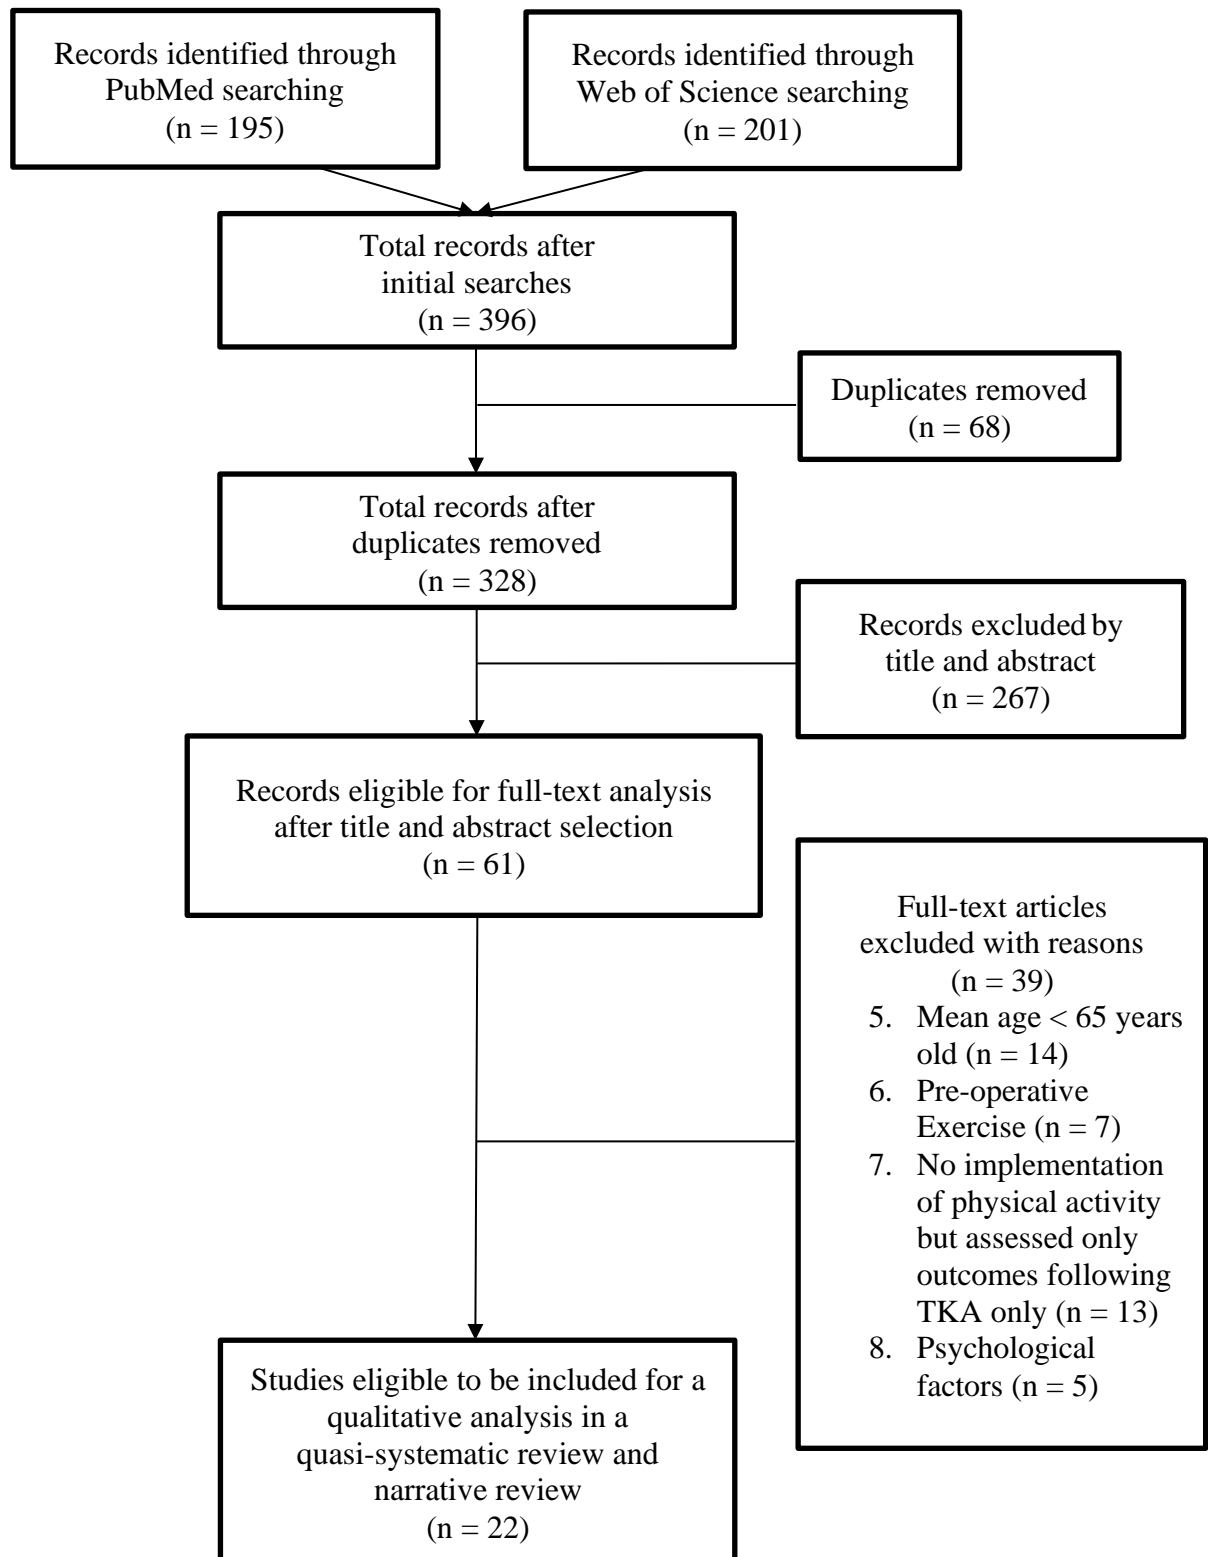 Records identified through
PubMed searching
(n = 195)
Records identified through
Web of Science searching
(n = 201)
Total records after
initial searches
(n = 396)
Duplicates removed
(n = 68)
Total records after
duplicates removed
(n = 328)
Records excluded by
title and abstract
(n = 267)
Records eligible for full-text analysis
after title and abstract selection
(n = 61)
Full-text articles
excluded with reasons
(n = 39)
5. Mean age < 65 years
old (n = 14)
6. Pre-operative
Exercise (n = 7)
7. No implementation
of physical activity
but assessed only
outcomes following
TKA only (n = 13)
8. Psychological
factors (n = 5)
Studies eligible to be included for a
qualitative analysis in a
quasi-systematic review and
narrative review
(n = 22)